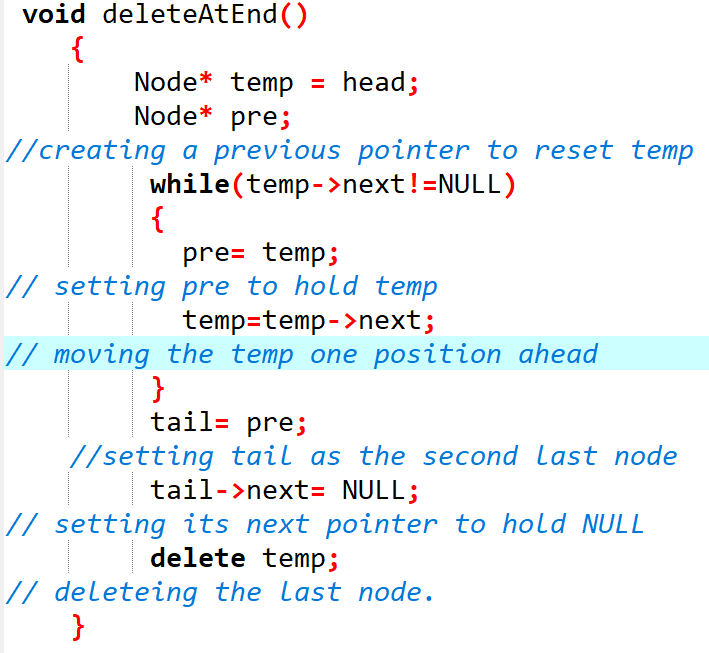 void deleteAtEnd()
{
Node* temp = head;
Node* pre;
//creating a previous pointer to reset temp
while(temp->next!=NULL)
{
pre= temp;
// setting pre to hold temp
temp=temp->next;
// moving the temp one position ahead
}
tail= pre;
//setting tail as the second last node
tail->next= NULL;
// setting its next pointer to hold NULL
delete temp;
// deleteing the last node.
}